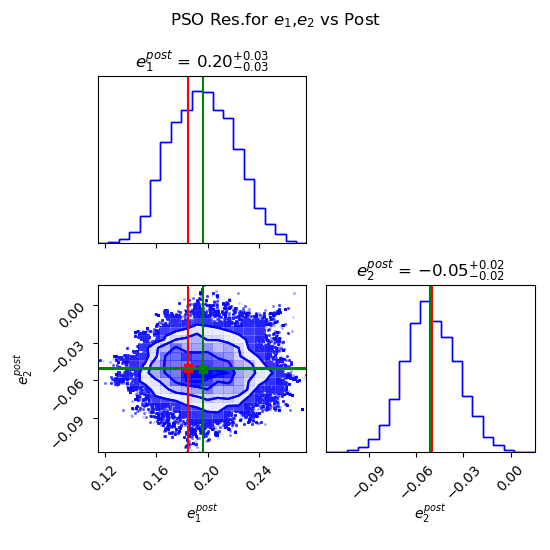 PSO Res.for e₁,e₂ vs Post
e₁ᵖᵒˢᵗ = 0.20⁺⁰·⁰³₋₀.₀₃
e₂ᵖᵒˢᵗ = −0.05⁺⁰·⁰²₋₀.₀₂
0.00
−0.03
−0.06
−0.09
e₂ᵖᵒˢᵗ
0.12 0.16 0.20 0.24
e₁ᵖᵒˢᵗ
−0.09 −0.06 −0.03 0.00
e₂ᵖᵒˢᵗ